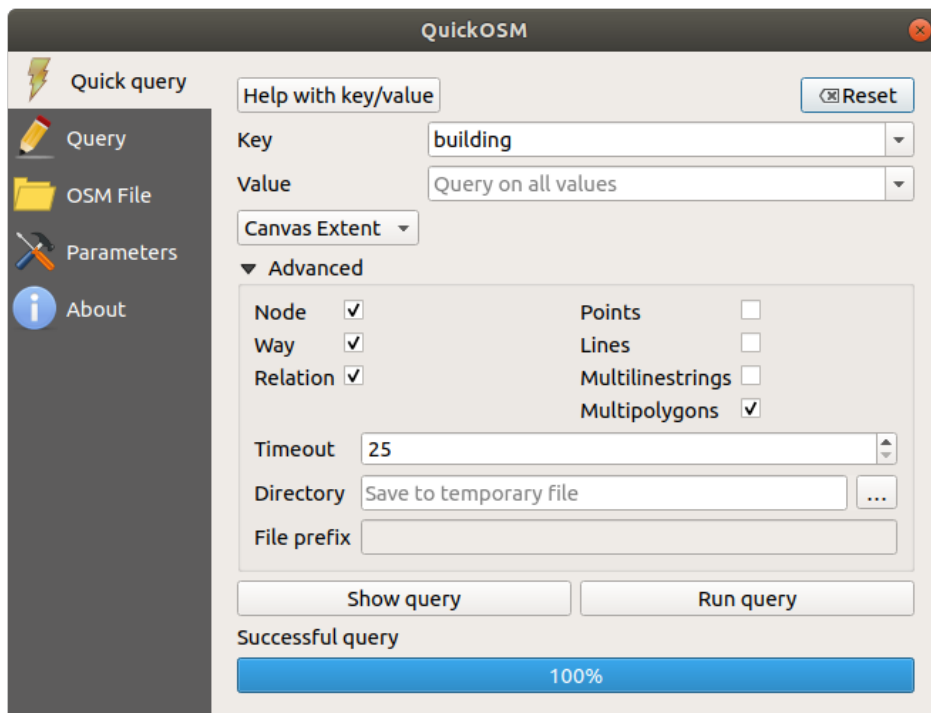 QuickOSM
Quick query
Query
OSM File
Parameters
About
Help with key/value
Reset
Key building
Value Query on all values
Canvas Extent
Advanced
Node Points
Way Lines
Relation Multilinestrings
Multipolygons
Timeout 25
Directory Save to temporary file ...
File prefix
Show query Run query
Successful query
100%